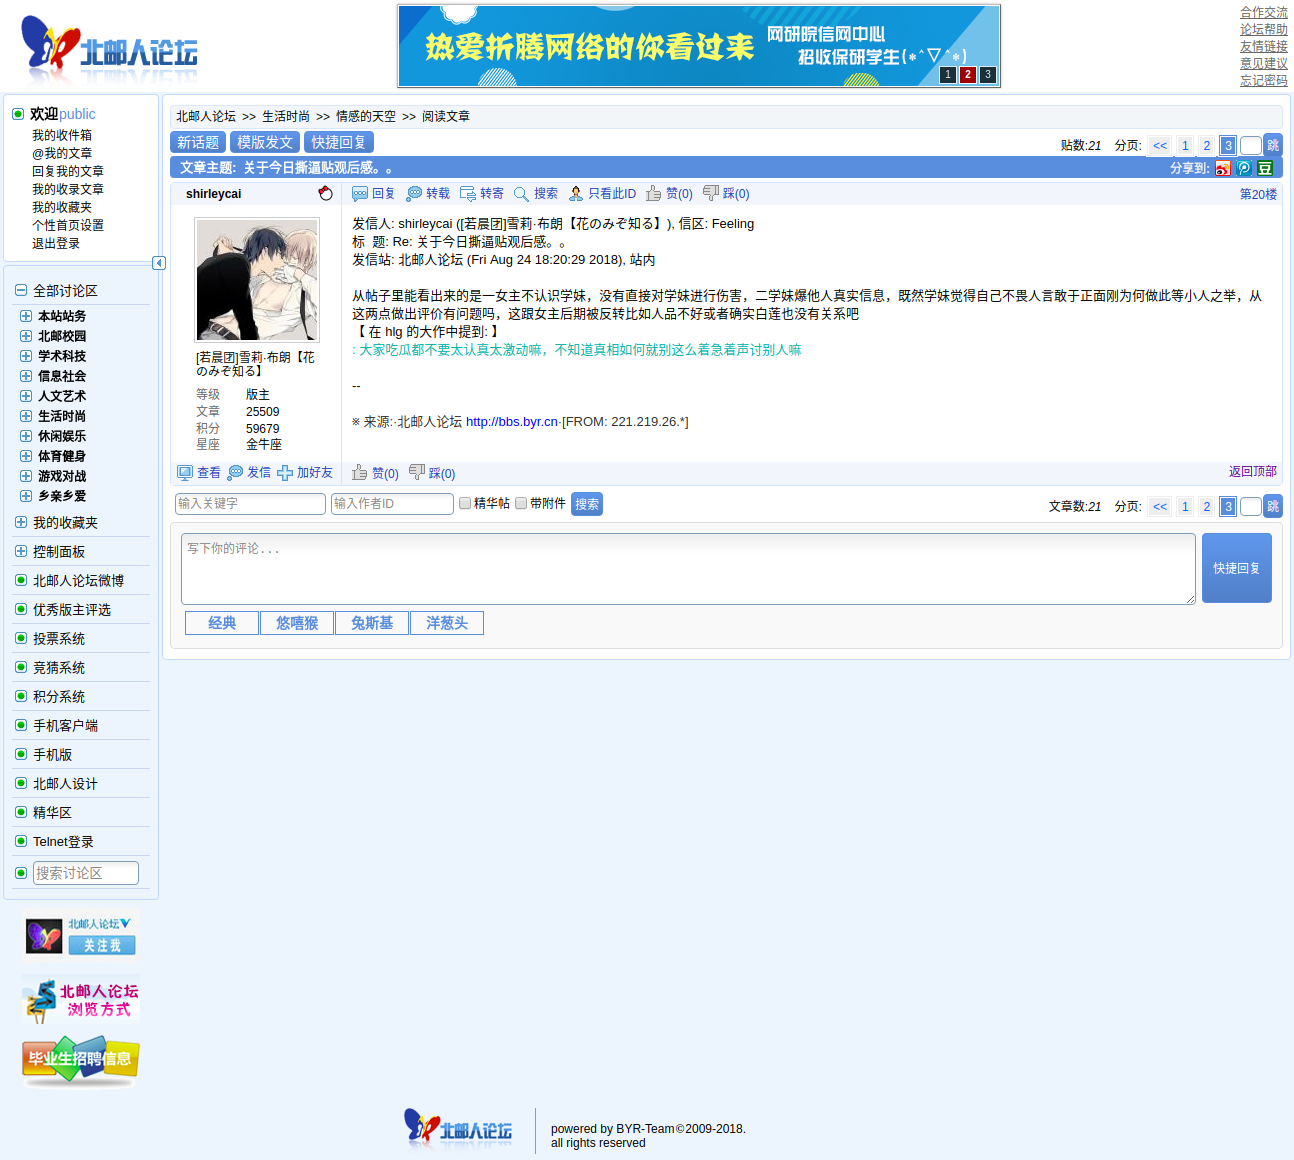 北邮人论坛
热爱折腾网络的你看过来
网研院信网中心
招收保研学生(*^▽^*)
1 2 3
合作交流
论坛帮助
友情链接
意见建议
忘记密码
欢迎public
我的收件箱
@我的文章
回复我的文章
我的收录文章
我的收藏夹
个性首页设置
退出登录
全部讨论区
本站站务
北邮校园
学术科技
信息社会
人文艺术
生活时尚
休闲娱乐
体育健身
游戏对战
乡亲乡爱
我的收藏夹
控制面板
北邮人论坛微博
优秀版主评选
投票系统
竞猜系统
积分系统
手机客户端
手机版
北邮人设计
精华区
Telnet登录
搜索讨论区
北邮人论坛
关注我
北邮人论坛
浏览方式
毕业生招聘信息
北邮人论坛 >> 生活时尚 >> 情感的天空 >> 阅读文章
新话题 模版发文 快捷回复
贴数:21 分页: << 1 2 3 跳
文章主题: 关于今日撕逼贴观后感。。
分享到: 豆
shirleycai
回复 转载 转寄 搜索 只看此ID 赞(0) 踩(0)
第20楼
[若晨团]雪莉·布朗【花
のみぞ知る】
等级 版主
文章 25509
积分 59679
星座 金牛座
发信人: shirleycai ([若晨团]雪莉·布朗【花のみぞ知る】), 信区: Feeling
标 题: Re: 关于今日撕逼贴观后感。。
发信站: 北邮人论坛 (Fri Aug 24 18:20:29 2018), 站内
从帖子里能看出来的是一女主不认识学妹，没有直接对学妹进行伤害，二学妹爆他人真实信息，既然学妹觉得自己不畏人言敢于正面刚为何做此等小人之举，从
这两点做出评价有问题吗，这跟女主后期被反转比如人品不好或者确实白莲也没有关系吧
【 在 hlg 的大作中提到: 】
: 大家吃瓜都不要太认真太激动嘛，不知道真相如何就别这么着急着声讨别人嘛
--
※ 来源:·北邮人论坛 http://bbs.byr.cn·[FROM: 221.219.26.*]
查看 发信 加好友
赞(0) 踩(0)
返回顶部
输入关键字 输入作者ID 精华帖 带附件 搜索
文章数:21 分页: << 1 2 3 跳
写下你的评论...
快捷回复
经典 悠嘻猴 兔斯基 洋葱头
北邮人论坛
powered by BYR-Team©2009-2018.
all rights reserved